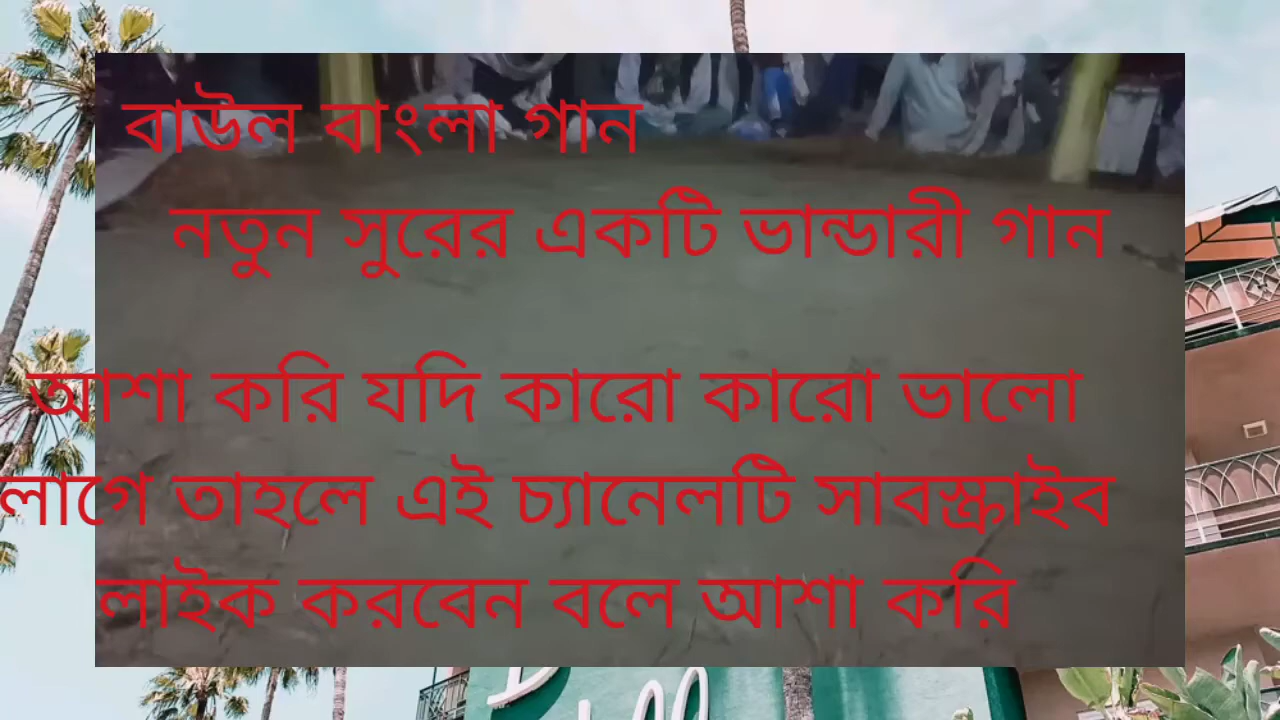 বাউল বাংলা গান
নতুন সুরের একটি ভান্ডারী গান
আশা করি যদি কারো কারো ভালো
লাগে তাহলে এই চ্যানেলটি সাবস্ক্রাইব
লাইক করবেন বলে আশা করি